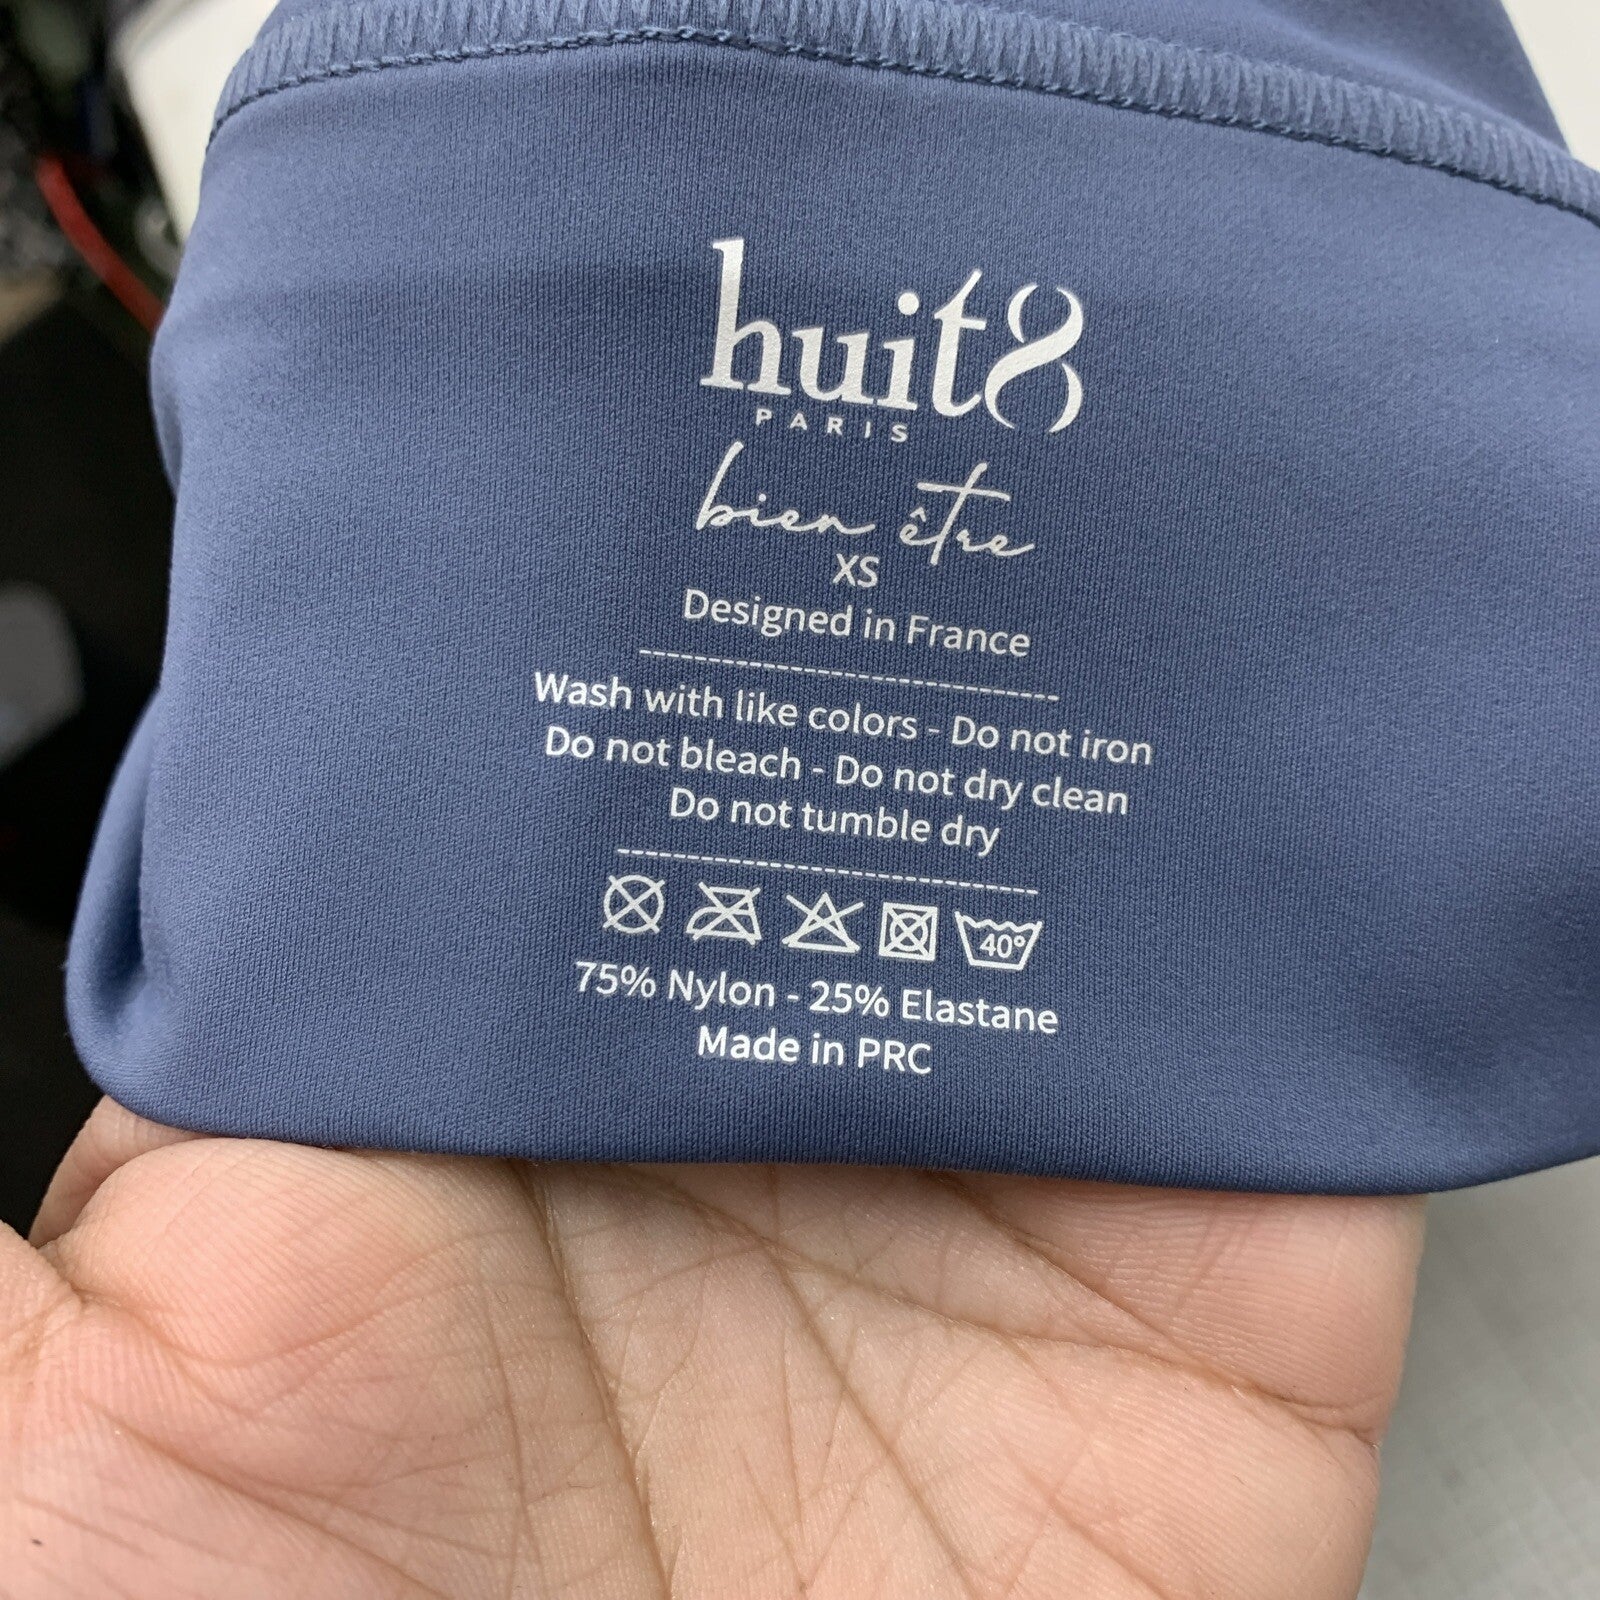 huit8
PARIS
bien être
XS
Designed in France
Wash with like colors - Do not iron
Do not bleach - Do not dry clean
Do not tumble dry
40°
75% Nylon - 25% Elastane
Made in PRC